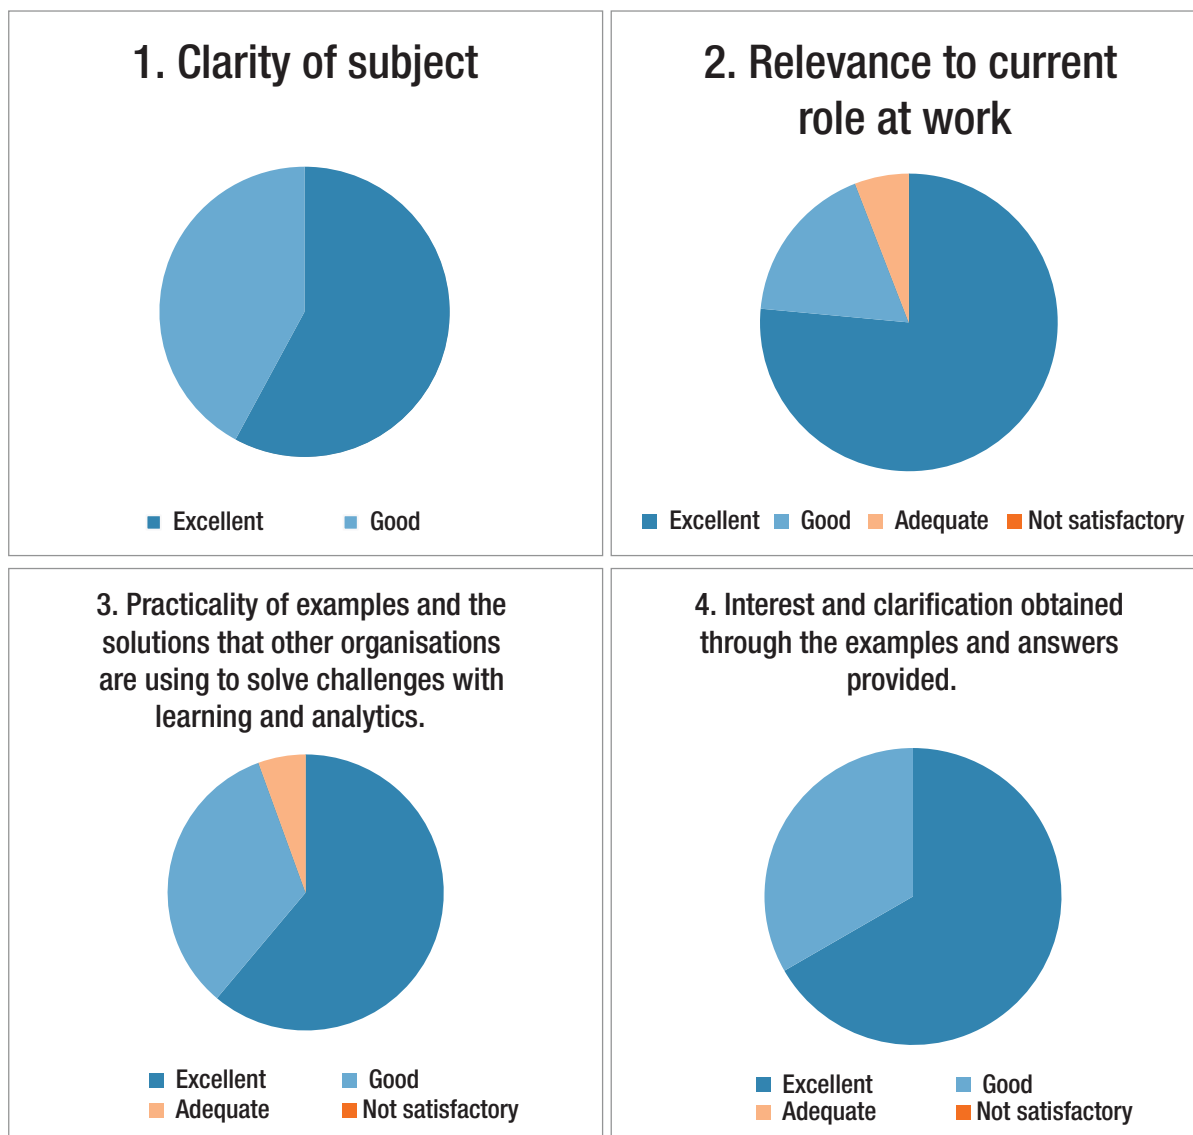 1. Clarity of subject
Excellent Good
2. Relevance to current
role at work
Excellent Good Adequate Not satisfactory
3. Practicality of examples and the
solutions that other organisations
are using to solve challenges with
learning and analytics.
Excellent Good
Adequate Not satisfactory
4. Interest and clarification obtained
through the examples and answers
provided.
Excellent Good
Adequate Not satisfactory